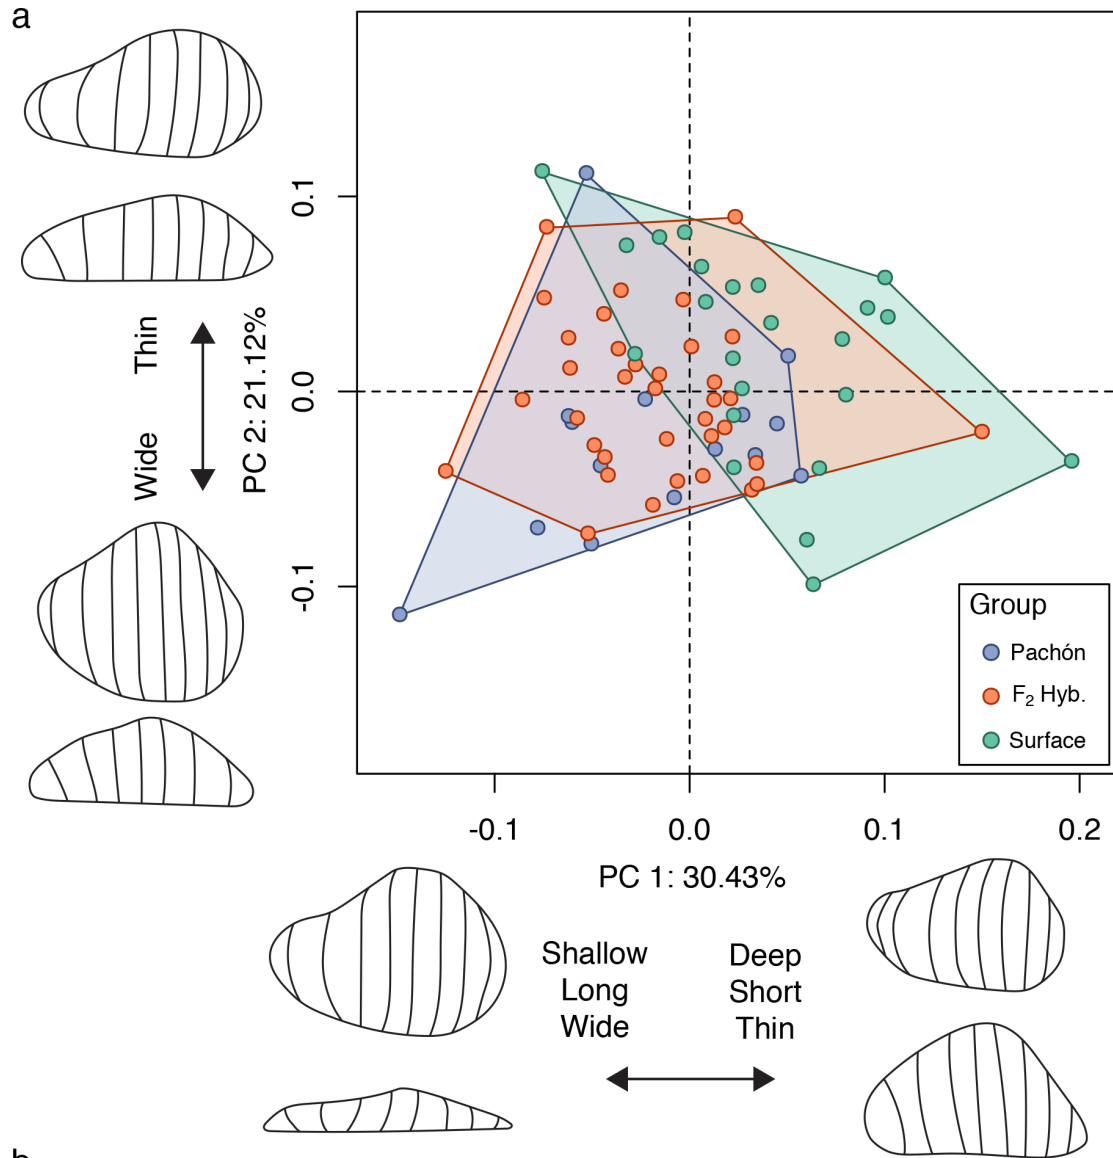 a
0.1
0.0
-0.1
PC 2: 21.12%
Thin
Wide
Group
Pachón
F₂ Hyb.
Surface
-0.1
0.0
0.1
0.2
PC 1: 30.43%
Shallow
Long
Wide
Deep
Short
Thin